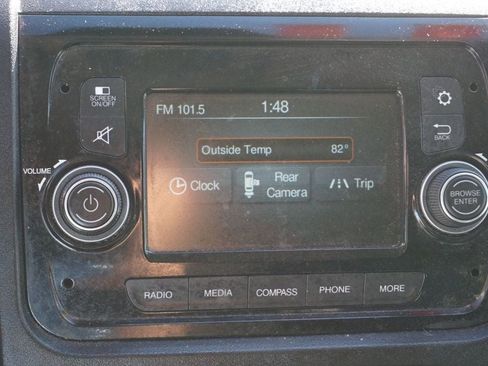 SCREEN
ON/OFF
FM 101.5
1:48
BACK
Outside Temp 82°
VOLUME
Clock
Rear
Camera
Trip
BROWSE
ENTER
RADIO
MEDIA
COMPASS
PHONE
MORE